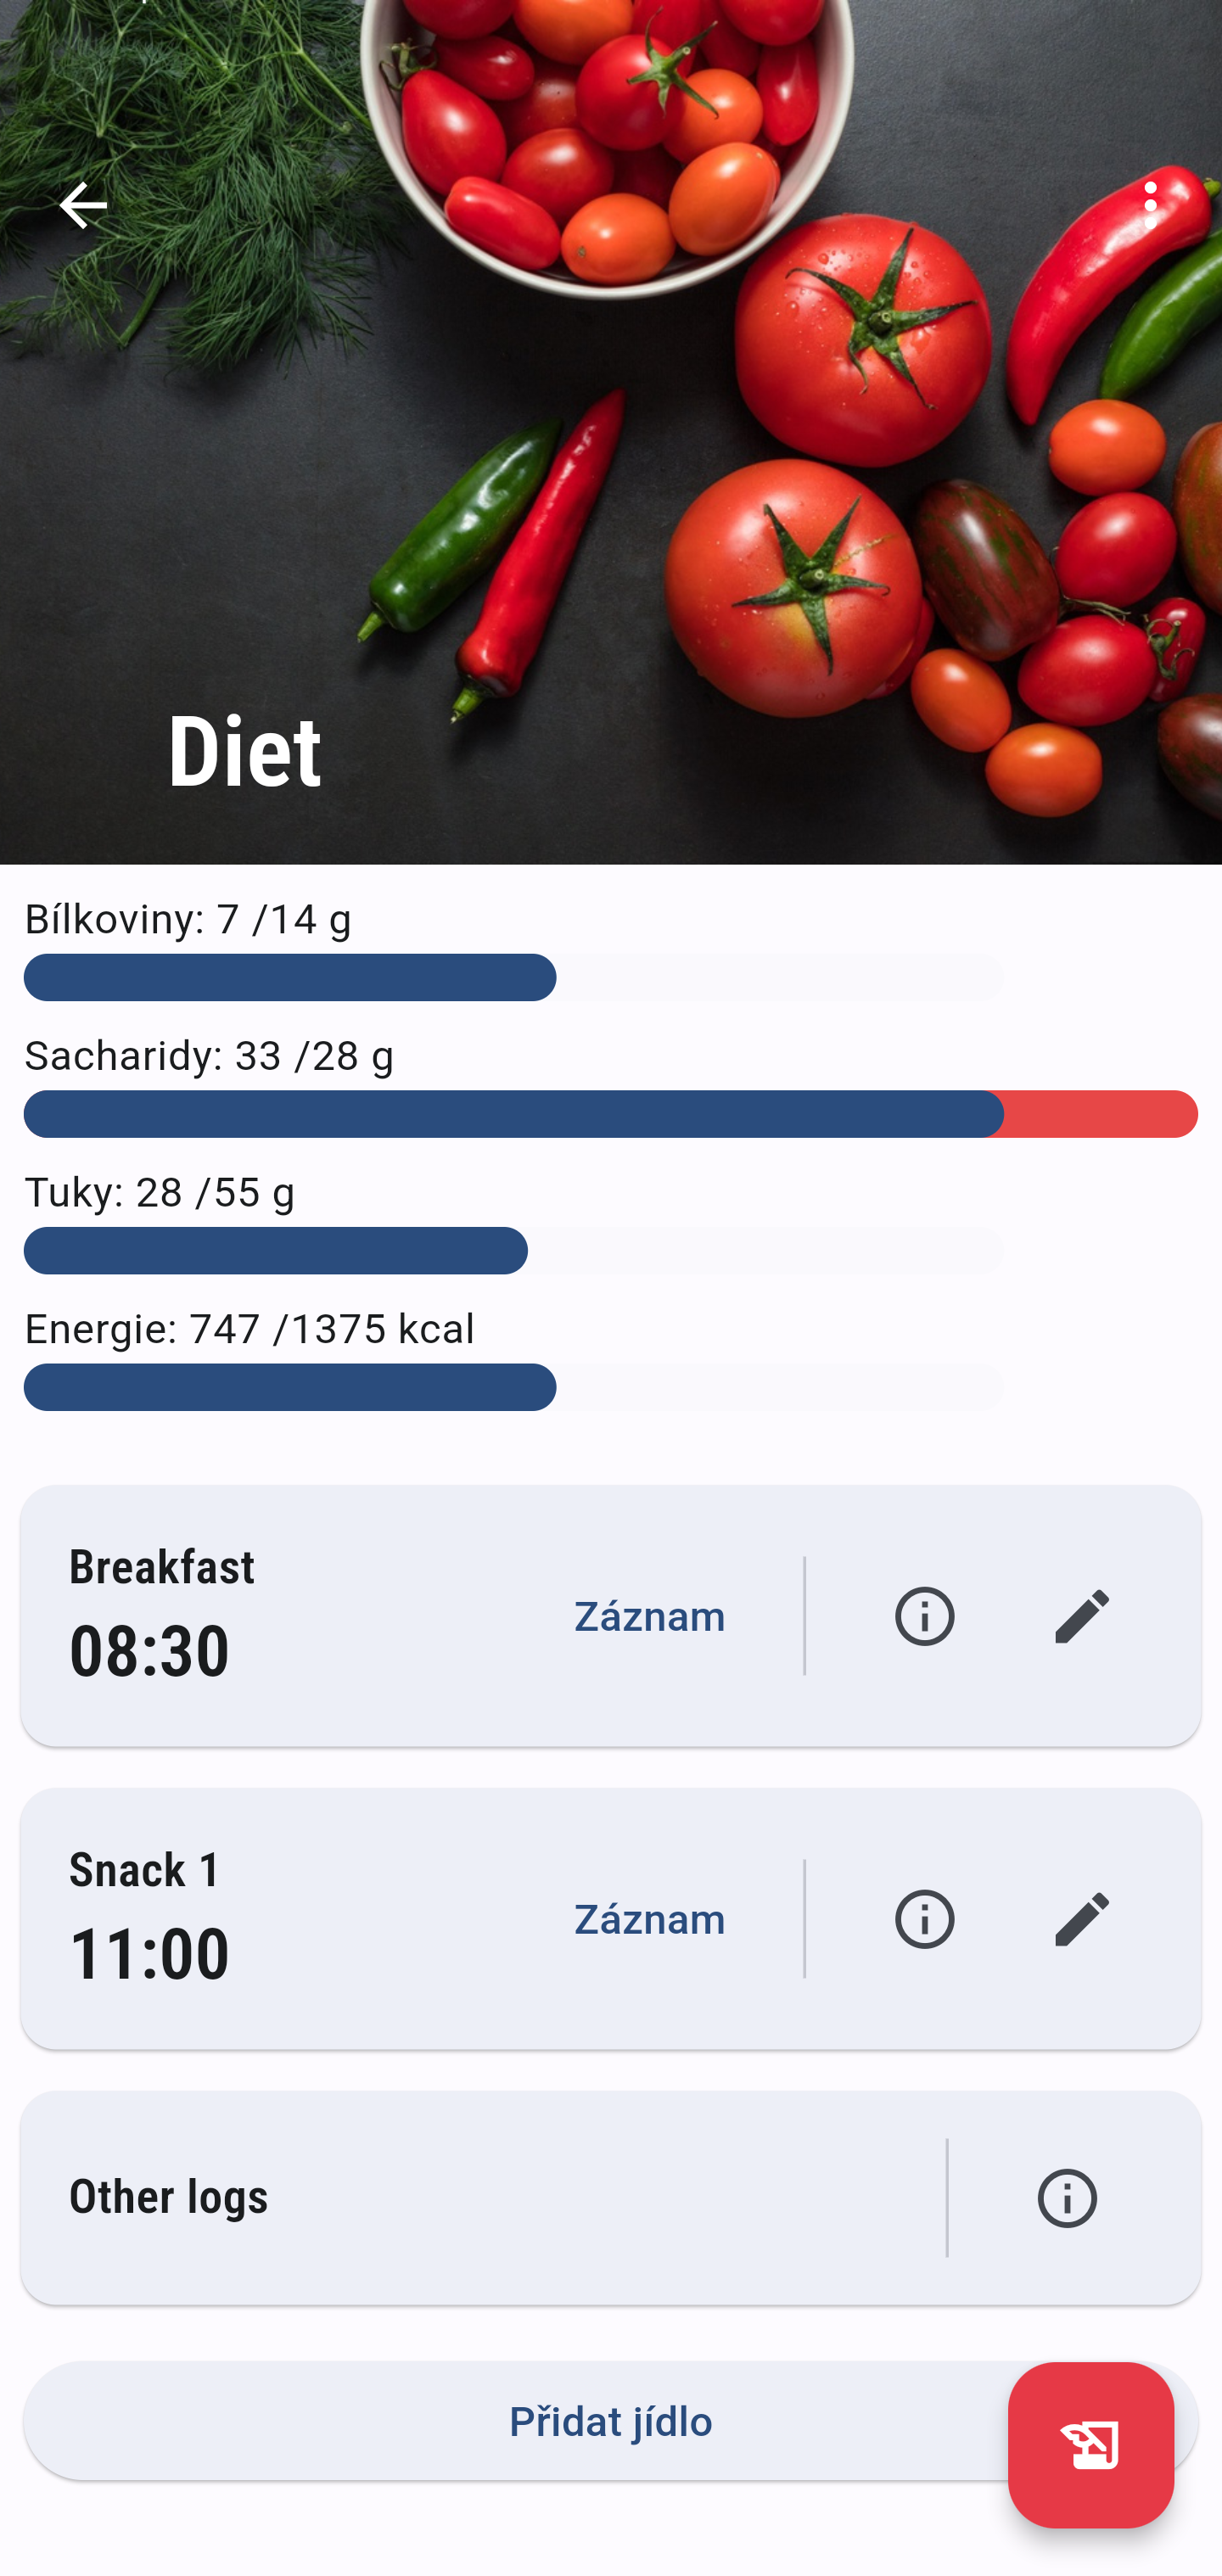 Diet
Bílkoviny: 7 /14 g
Sacharidy: 33 /28 g
Tuky: 28 /55 g
Energie: 747 /1375 kcal
Breakfast
08:30
Záznam
Snack 1
11:00
Záznam
Other logs
Přidat jídlo